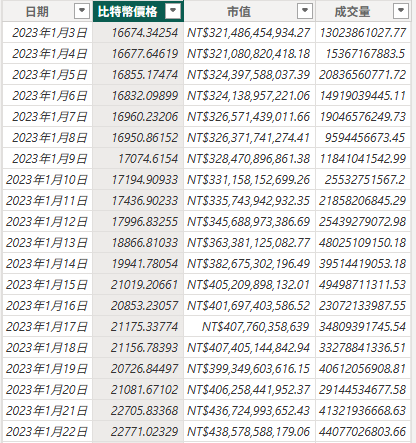 日期 比特幣價格 市值 成交量
2023年1月3日 16674.34254 NT$321,486,454,934.27 13023861027.77
2023年1月4日 16677.64619 NT$321,080,820,418.18 15367167883.5
2023年1月5日 16855.17474 NT$324,397,588,037.39 20836560771.72
2023年1月6日 16832.09899 NT$324,138,957,221.06 14919039445.11
2023年1月7日 16960.23206 NT$326,571,439,011.66 19046576249.73
2023年1月8日 16950.86152 NT$326,371,741,274.41 9594456673.45
2023年1月9日 17074.6154 NT$328,470,896,861.38 11841041542.99
2023年1月10日 17194.90933 NT$331,158,152,699.26 25532751567.2
2023年1月11日 17436.90233 NT$335,743,942,932.35 21858206845.29
2023年1月12日 17996.83255 NT$345,688,973,386.69 25439279072.98
2023年1月13日 18866.81033 NT$363,381,125,082.77 48025109150.18
2023年1月14日 19941.78054 NT$382,675,302,196.49 39514419053.18
2023年1月15日 21019.20661 NT$405,209,898,132.01 49498711311.53
2023年1月16日 20853.23057 NT$401,697,403,586.52 23072133987.55
2023年1月17日 21175.33774 NT$407,760,358,639 34809391745.54
2023年1月18日 21156.78393 NT$407,405,144,842.94 33278841336.51
2023年1月19日 20726.84497 NT$399,349,603,616.15 40612056908.81
2023年1月20日 21081.67102 NT$406,258,441,952.37 29144534677.58
2023年1月21日 22705.83368 NT$436,724,993,652.43 41321936668.63
2023年1月22日 22771.02329 NT$438,578,588,179.06 44077026803.66